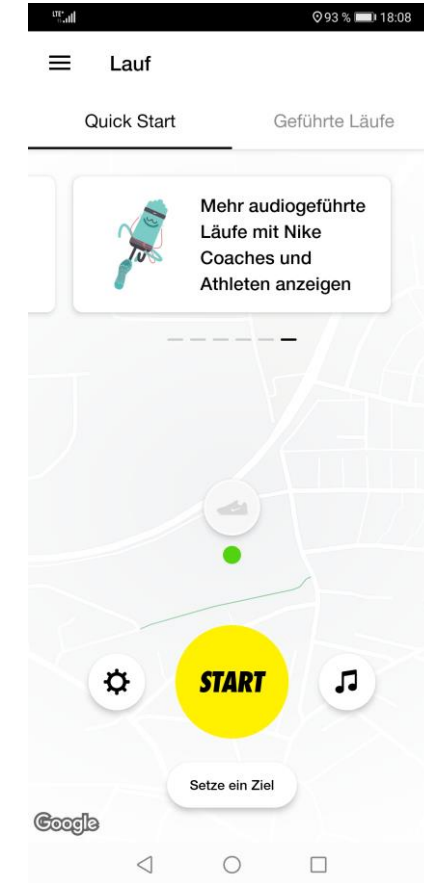 LTE+
93 % 18:08
Lauf
Quick Start
Geführte Läufe
Mehr audiogeführte
Läufe mit Nike
Coaches und
Athleten anzeigen
START
Setze ein Ziel
Google